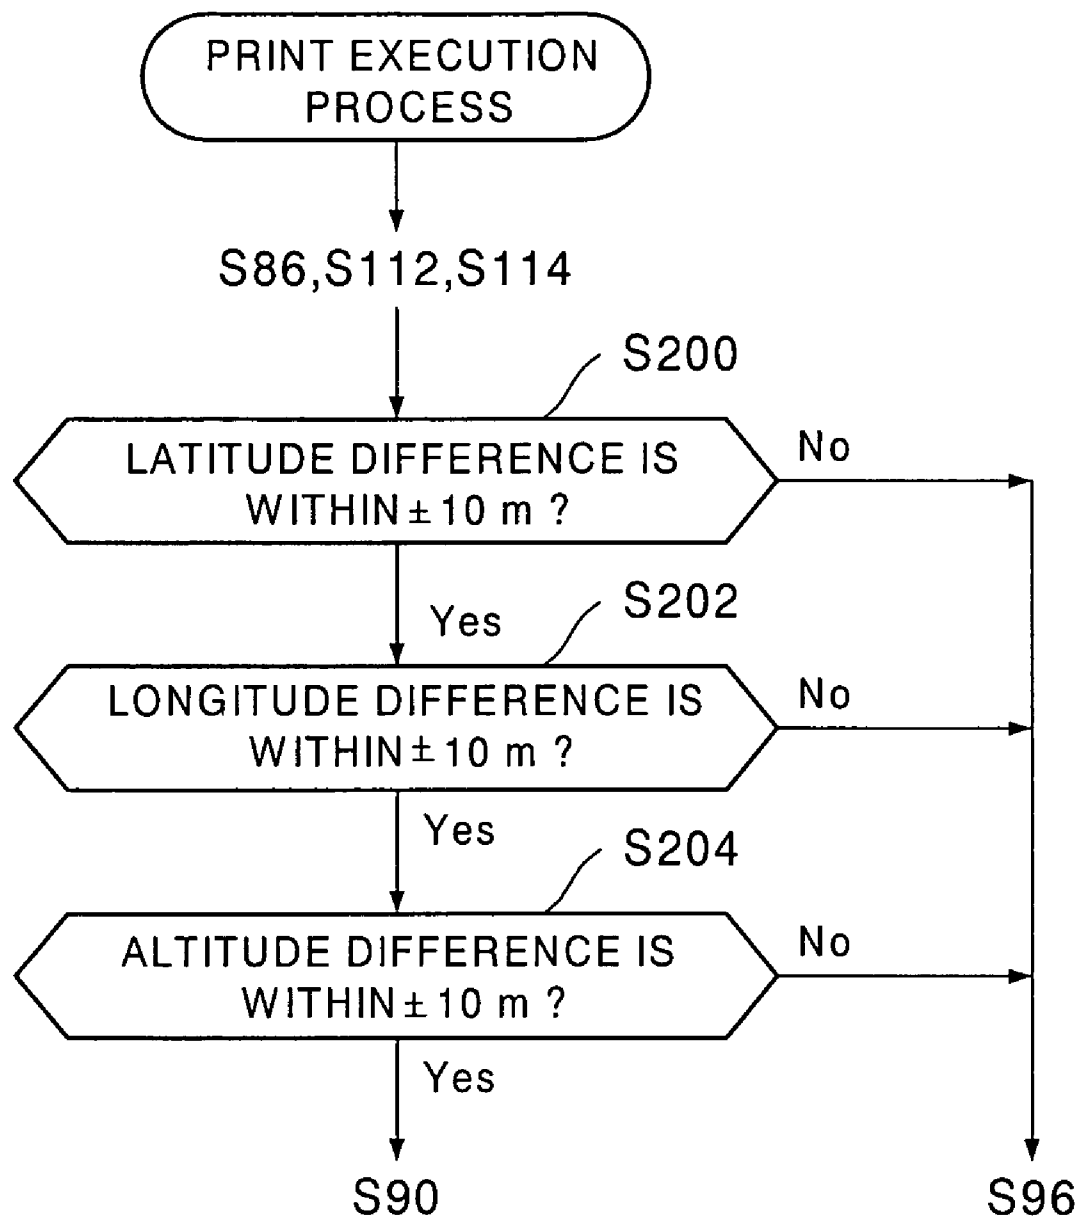 PRINT EXECUTION
PROCESS
S86,S112,S114
S200
LATITUDE DIFFERENCE IS
WITHIN ± 10 m ?
No
Yes
S202
LONGITUDE DIFFERENCE IS
WITHIN ± 10 m ?
No
Yes
S204
ALTITUDE DIFFERENCE IS
WITHIN ± 10 m ?
No
Yes
S90
S96